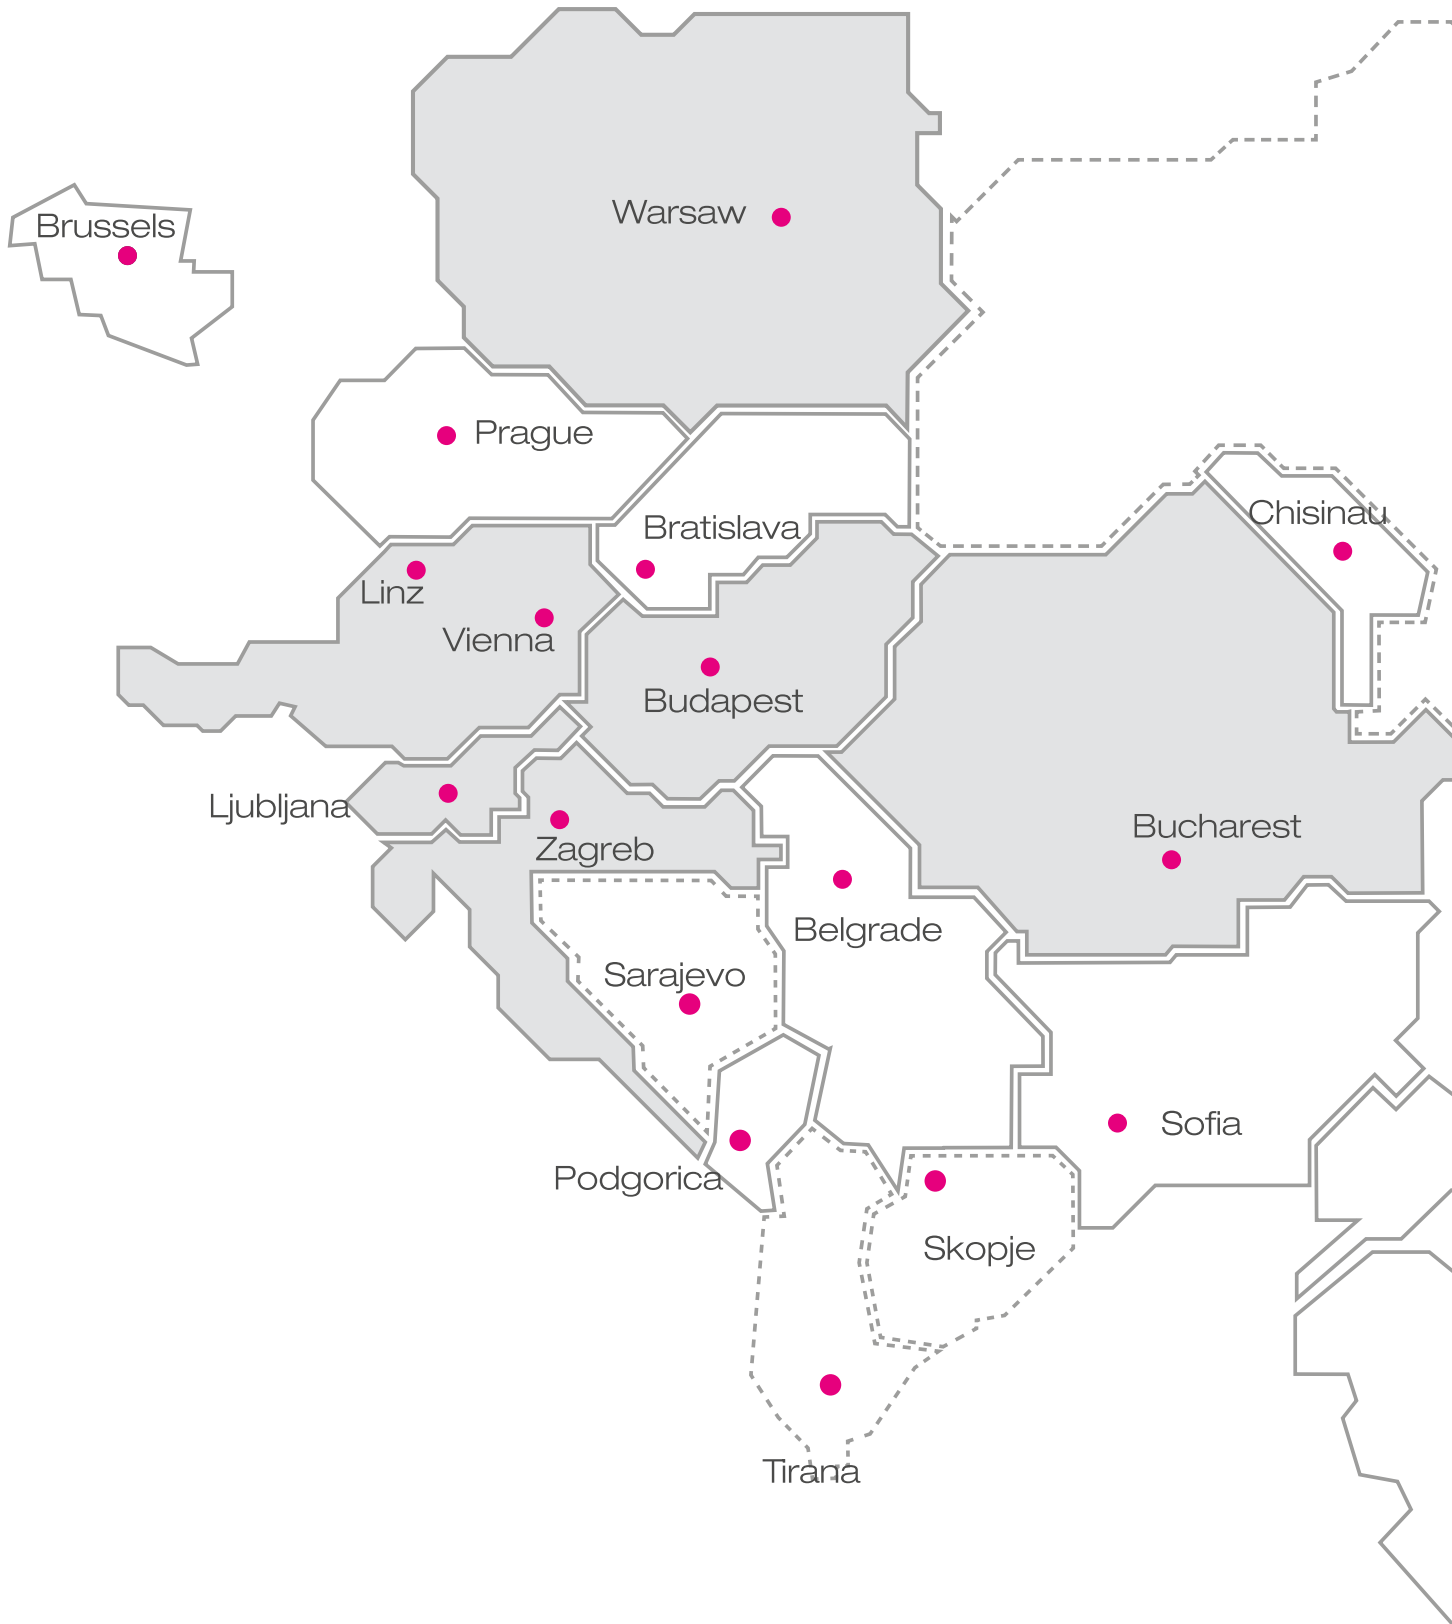 Warsaw
Brussels
Prague
Chisinau
Bratislava
Linz
Vienna
Budapest
Ljubljana
Bucharest
Zagreb
Belgrade
Sarajevo
Sofia
Podgorica
Skopje
Tirana